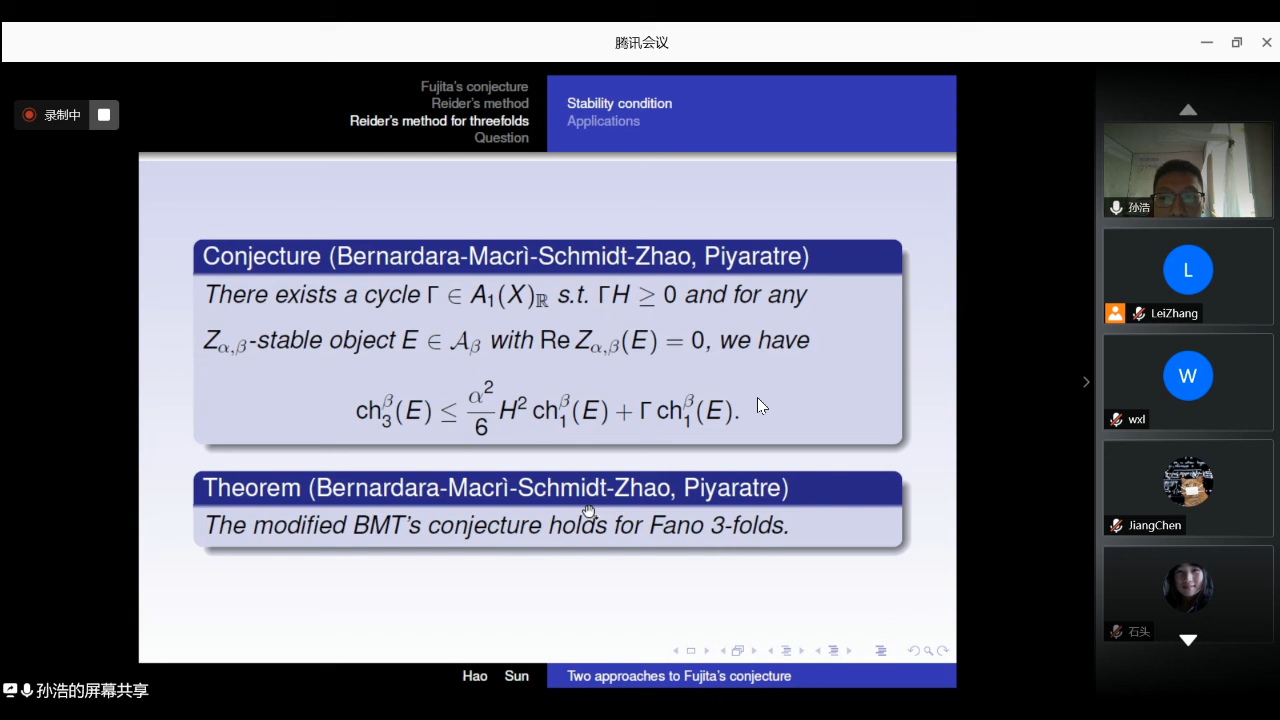 腾讯会议
录制中
Fujita's conjecture
Reider's method
Reider's method for threefolds
Question
Stability condition
Applications
Conjecture (Bernardara-Macrì-Schmidt-Zhao, Piyaratre)
There exists a cycle Γ ∈ A₁(X)_ℝ s.t. ΓH ≥ 0 and for any
Z_{α,β}-stable object E ∈ 𝒜_β with Re Z_{α,β}(E) = 0, we have
ch₃^β(E) ≤ α²/6 H² ch₁^β(E) + Γ ch₁^β(E).
Theorem (Bernardara-Macrì-Schmidt-Zhao, Piyaratre)
The modified BMT's conjecture holds for Fano 3-folds.
Hao Sun
Two approaches to Fujita's conjecture
孙浩的屏幕共享
孙浩
L
LeiZhang
W
wxl
JiangChen
石头